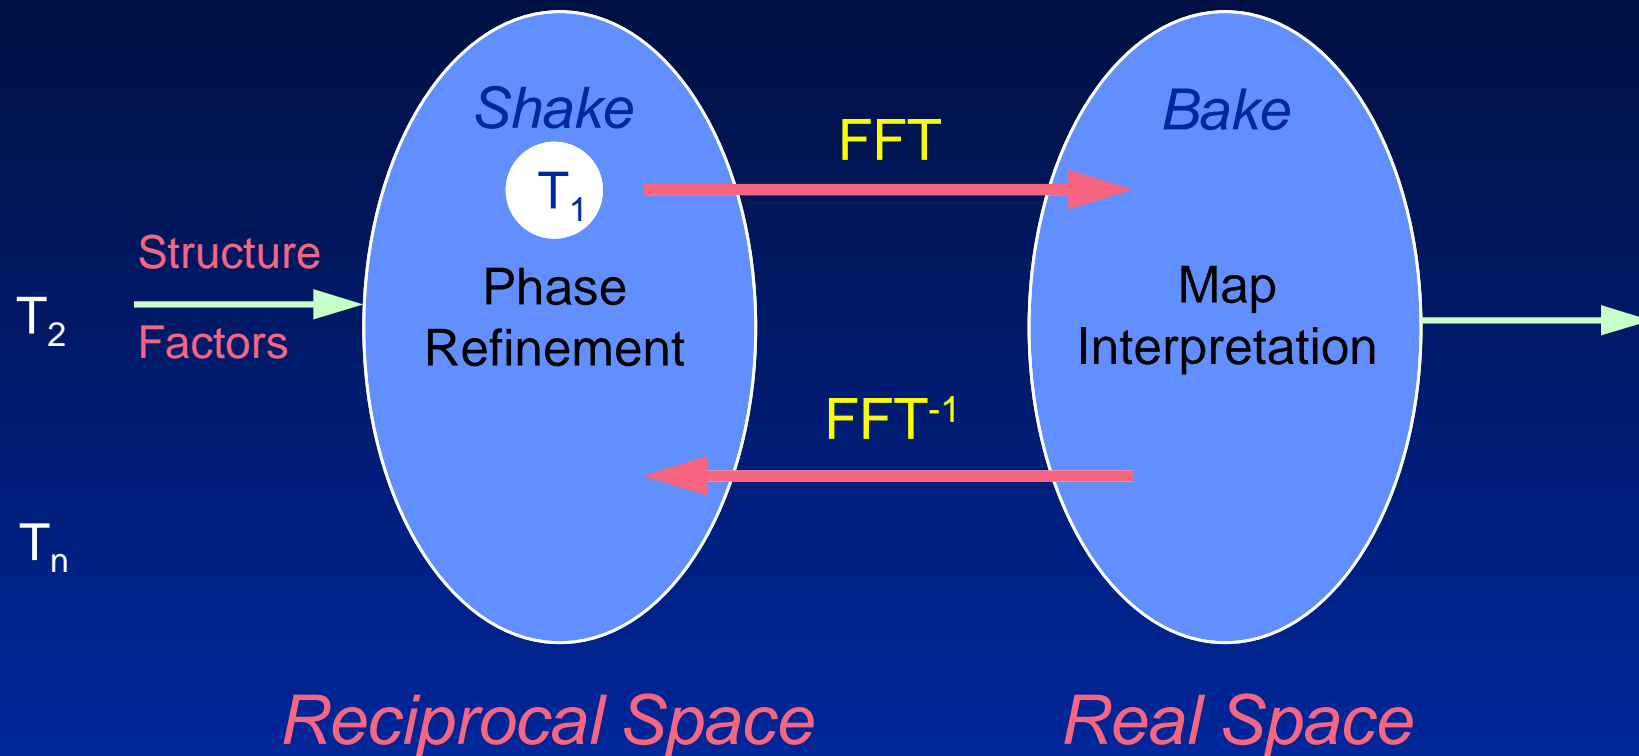 Shake
Bake
FFT
T₁
Structure
Factors
T₂
Phase
Refinement
Map
Interpretation
FFT⁻¹
Tₙ
Reciprocal Space
Real Space